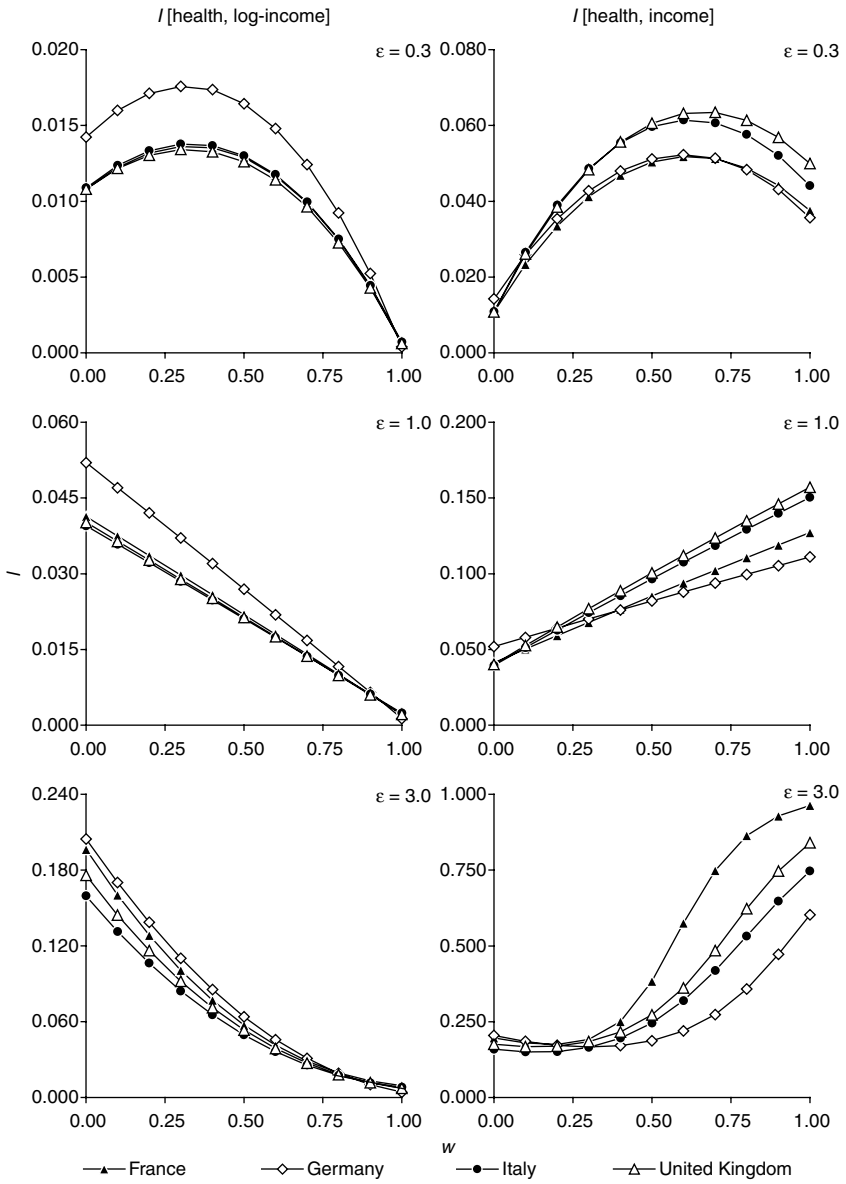 I [health, log-income]
I [health, income]
ε = 0.3
0.020
0.015
0.010
0.005
0.000
0.00 0.25 0.50 0.75 1.00
ε = 0.3
0.080
0.060
0.040
0.020
0.000
0.00 0.25 0.50 0.75 1.00
ε = 1.0
0.060
0.045
0.030
0.015
0.000
0.00 0.25 0.50 0.75 1.00
ε = 1.0
0.200
0.150
0.100
0.050
0.000
0.00 0.25 0.50 0.75 1.00
I
ε = 3.0
0.240
0.180
0.120
0.060
0.000
0.00 0.25 0.50 0.75 1.00
ε = 3.0
1.000
0.750
0.500
0.250
0.000
0.00 0.25 0.50 0.75 1.00
w
France Germany Italy United Kingdom